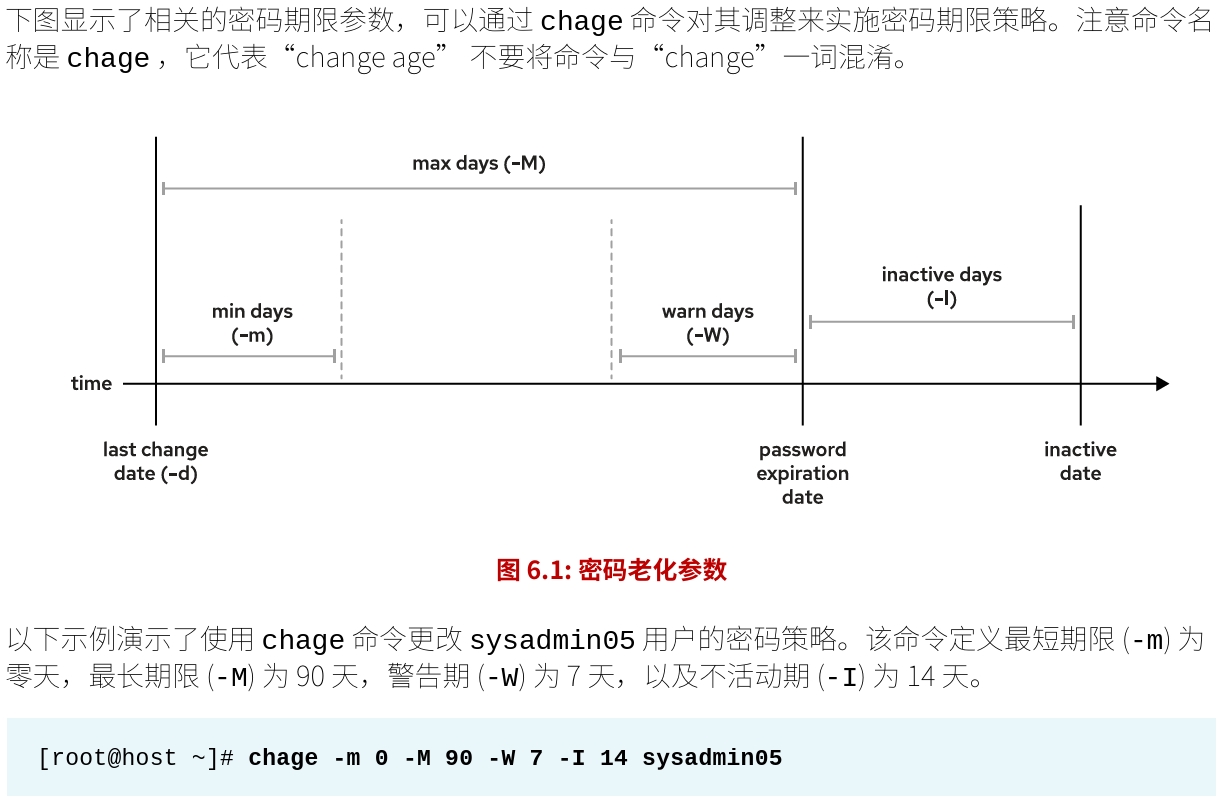 下图显示了相关的密码期限参数，可以通过 chage 命令对其调整来实施密码期限策略。注意命令名
称是 chage ，它代表“change age” 不要将命令与“change”一词混淆。
max days (-M)
inactive days
(-I)
min days
(-m)
warn days
(-W)
time
last change
date (-d)
password
expiration
date
inactive
date
图 6.1: 密码老化参数
以下示例演示了使用 chage 命令更改 sysadmin05 用户的密码策略。该命令定义最短期限 (-m) 为
零天，最长期限 (-M) 为 90 天，警告期 (-W) 为 7 天，以及不活动期 (-I) 为 14 天。
[root@host ~]# chage -m 0 -M 90 -W 7 -I 14 sysadmin05